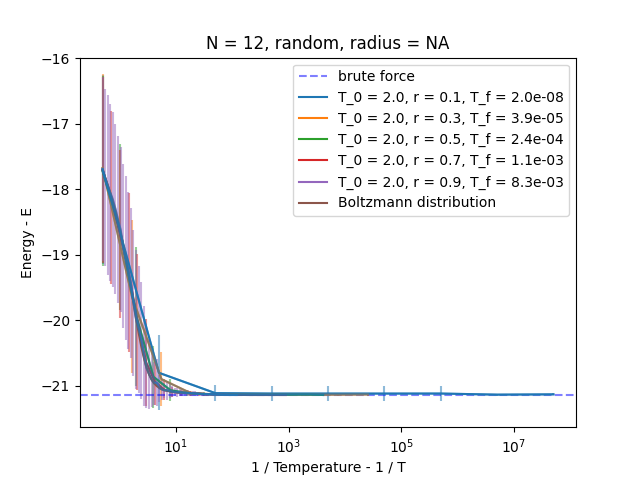 N = 12, random, radius = NA
Energy - E
−16
−17
−18
−19
−20
−21
brute force
T_0 = 2.0, r = 0.1, T_f = 2.0e-08
T_0 = 2.0, r = 0.3, T_f = 3.9e-05
T_0 = 2.0, r = 0.5, T_f = 2.4e-04
T_0 = 2.0, r = 0.7, T_f = 1.1e-03
T_0 = 2.0, r = 0.9, T_f = 8.3e-03
Boltzmann distribution
10¹ 10³ 10⁵ 10⁷
1 / Temperature - 1 / T